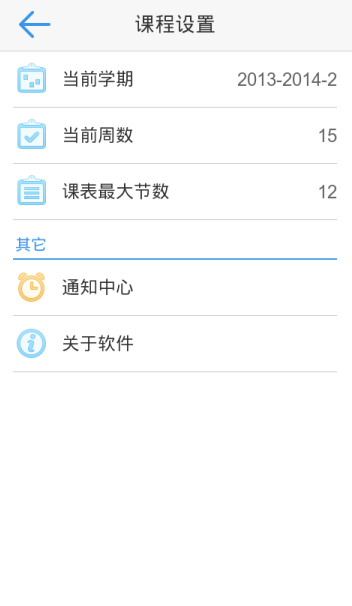 课程设置
当前学期 2013-2014-2
当前周数 15
课表最大节数 12
其它
通知中心
关于软件